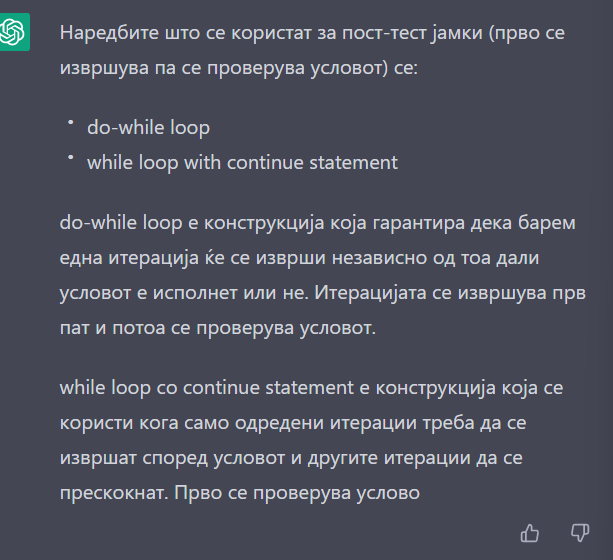 Наредбите што се користат за пост-тест јамки (прво се
извршува па се проверува условот) се:
• do-while loop
• while loop with continue statement
do-while loop е конструкција која гарантира дека барем
една итерација ќе се изврши независно од тоа дали
условот е исполнет или не. Итерацијата се извршува прв
пат и потоа се проверува условот.
while loop со continue statement е конструкција која се
користи кога само одредени итерации треба да се
извршат според условот и другите итерации да се
прескокнат. Прво се проверува услово